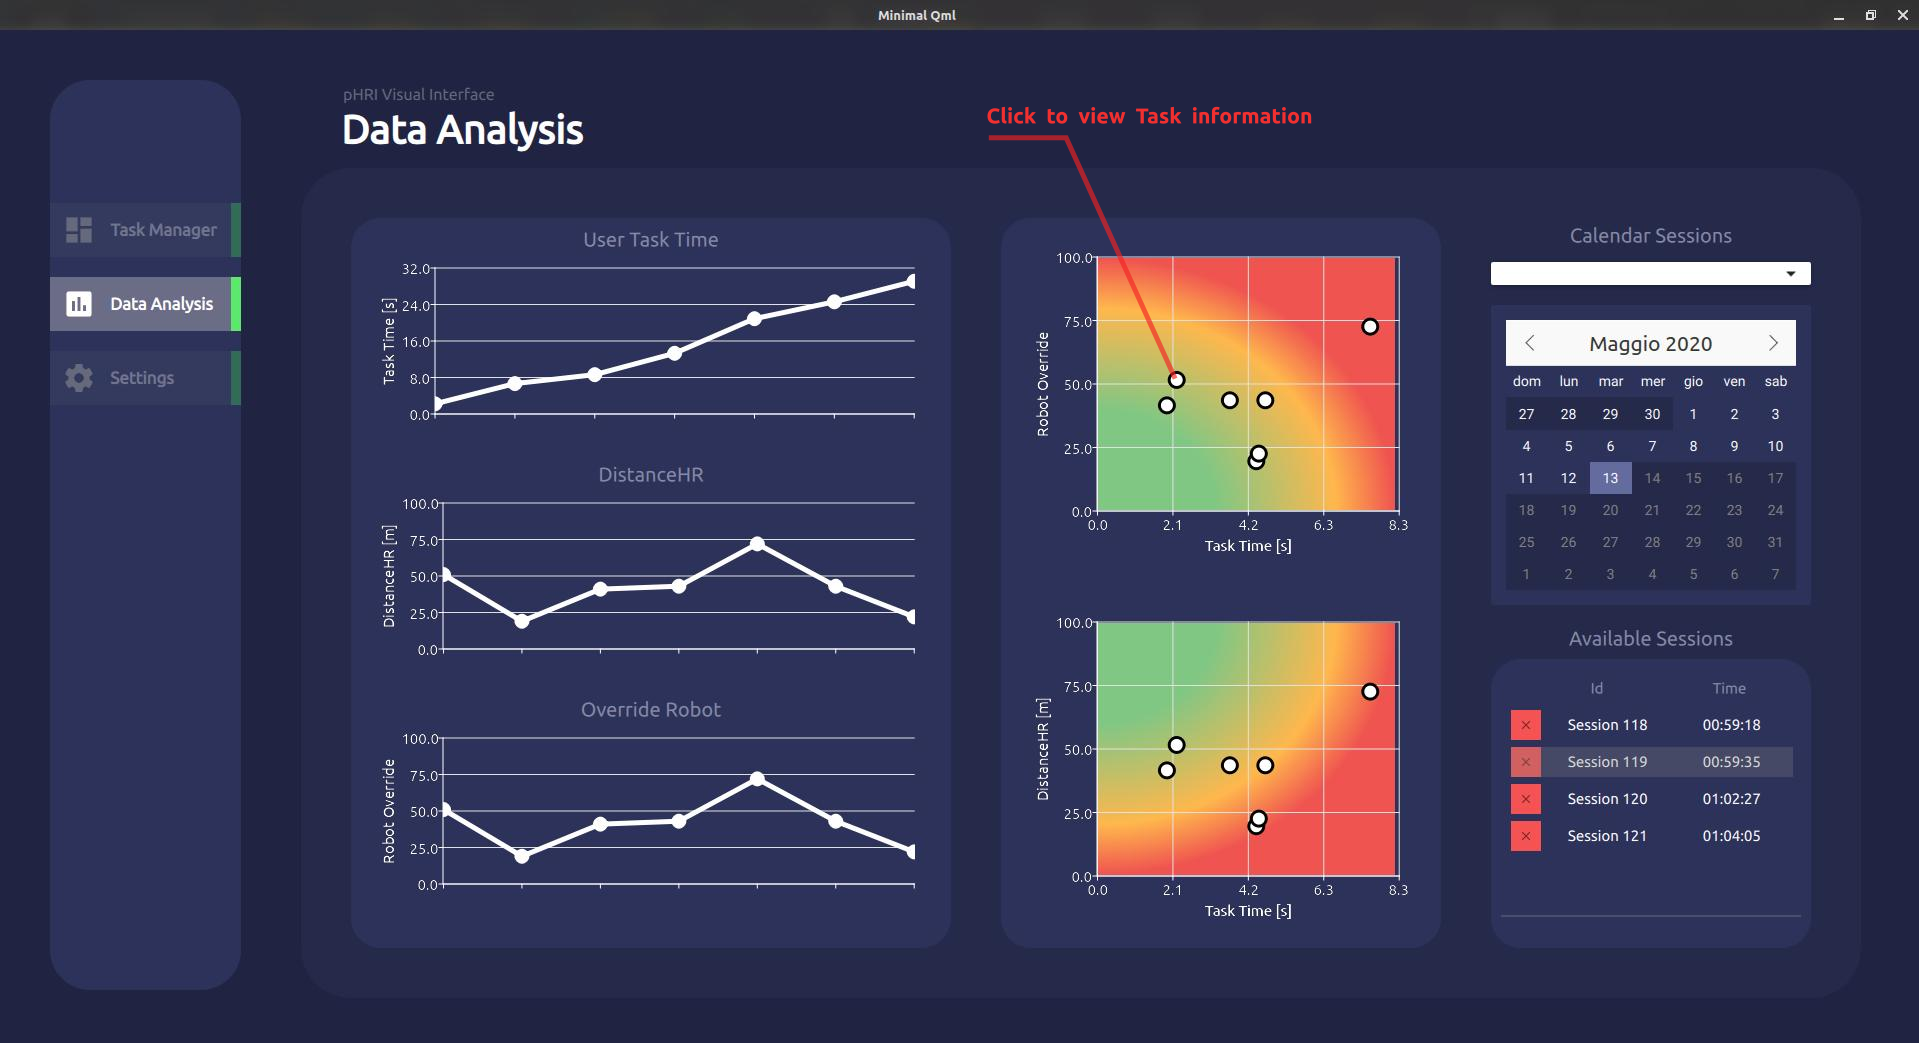 Minimal Qml
pHRI Visual Interface
Data Analysis
Click to view Task information
Task Manager
Data Analysis
Settings
User Task Time
Task Time [s]
32.0
24.0
16.0
8.0
0.0
DistanceHR
DistanceHR [m]
100.0
75.0
50.0
25.0
0.0
Override Robot
Robot Override
100.0
75.0
50.0
25.0
0.0
Robot Override
100.0
75.0
50.0
25.0
0.0
0.0 2.1 4.2 6.3 8.3
Task Time [s]
DistanceHR [m]
100.0
75.0
50.0
25.0
0.0
0.0 2.1 4.2 6.3 8.3
Task Time [s]
Calendar Sessions
Maggio 2020
dom lun mar mer gio ven sab
27 28 29 30 1 2 3
4 5 6 7 8 9 10
11 12 13 14 15 16 17
18 19 20 21 22 23 24
25 26 27 28 29 30 31
1 2 3 4 5 6 7
Available Sessions
Id Time
Session 118 00:59:18
Session 119 00:59:35
Session 120 01:02:27
Session 121 01:04:05